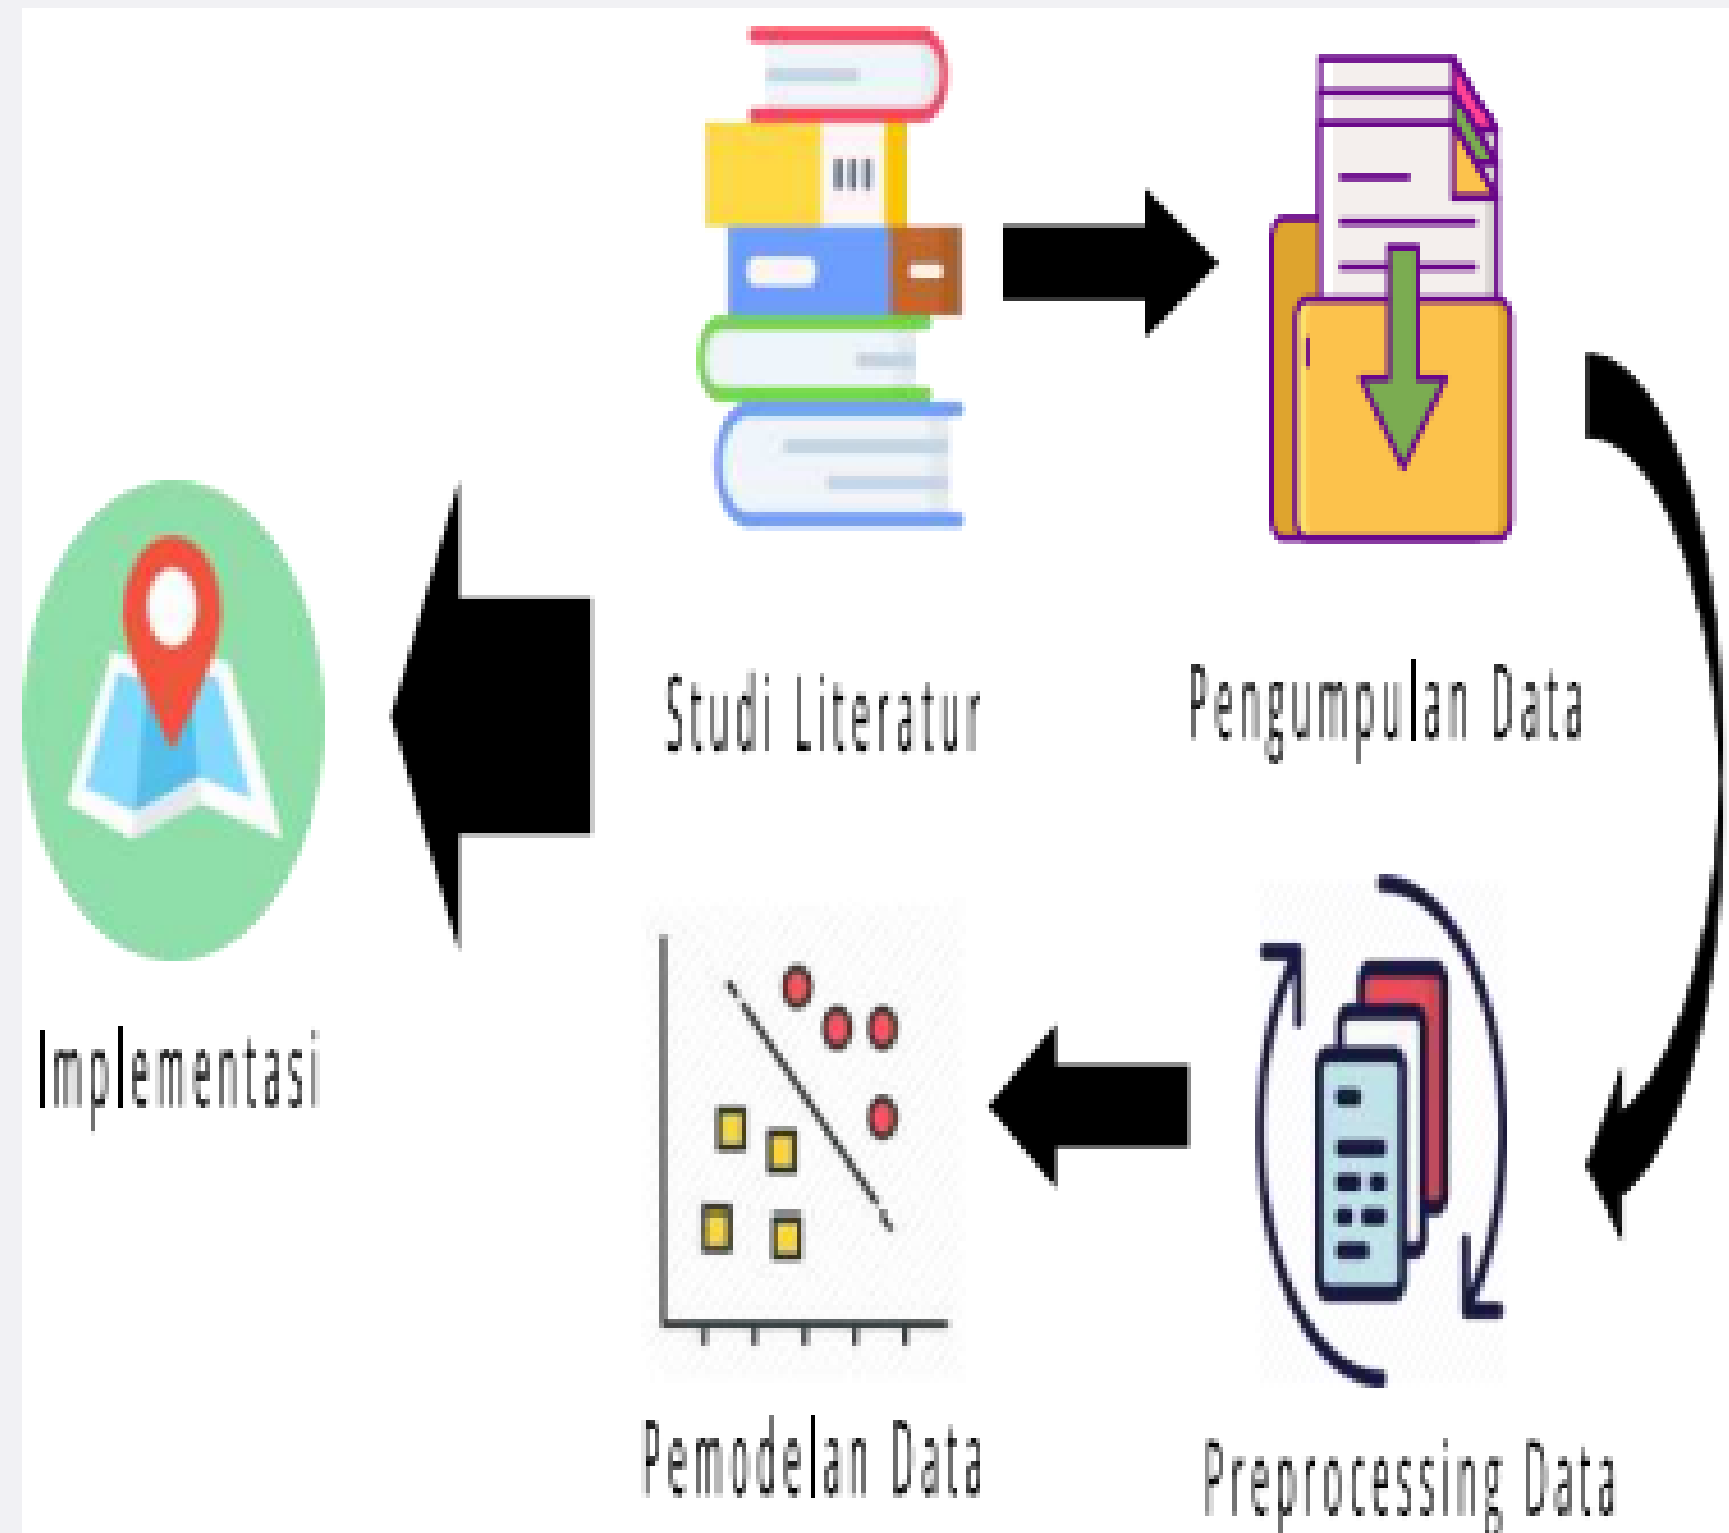 Studi Literatur
Pengumpulan Data
Implementasi
Pemodelan Data
Preprocessing Data